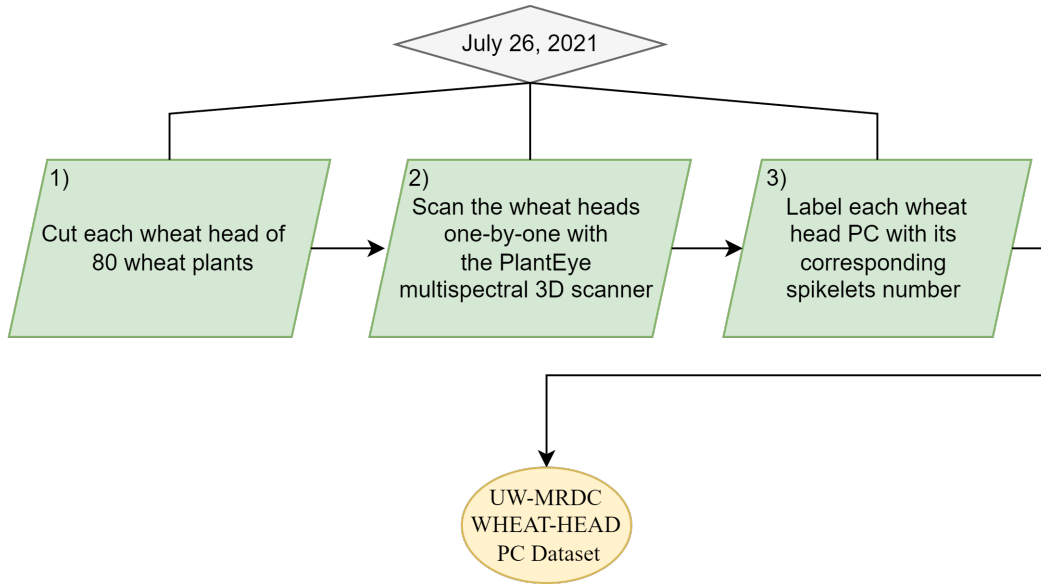 July 26, 2021
1)
Cut each wheat head of
80 wheat plants
2)
Scan the wheat heads
one-by-one with
the PlantEye
multispectral 3D scanner
3)
Label each wheat
head PC with its
corresponding
spikelets number
UW-MRDC
WHEAT-HEAD
PC Dataset